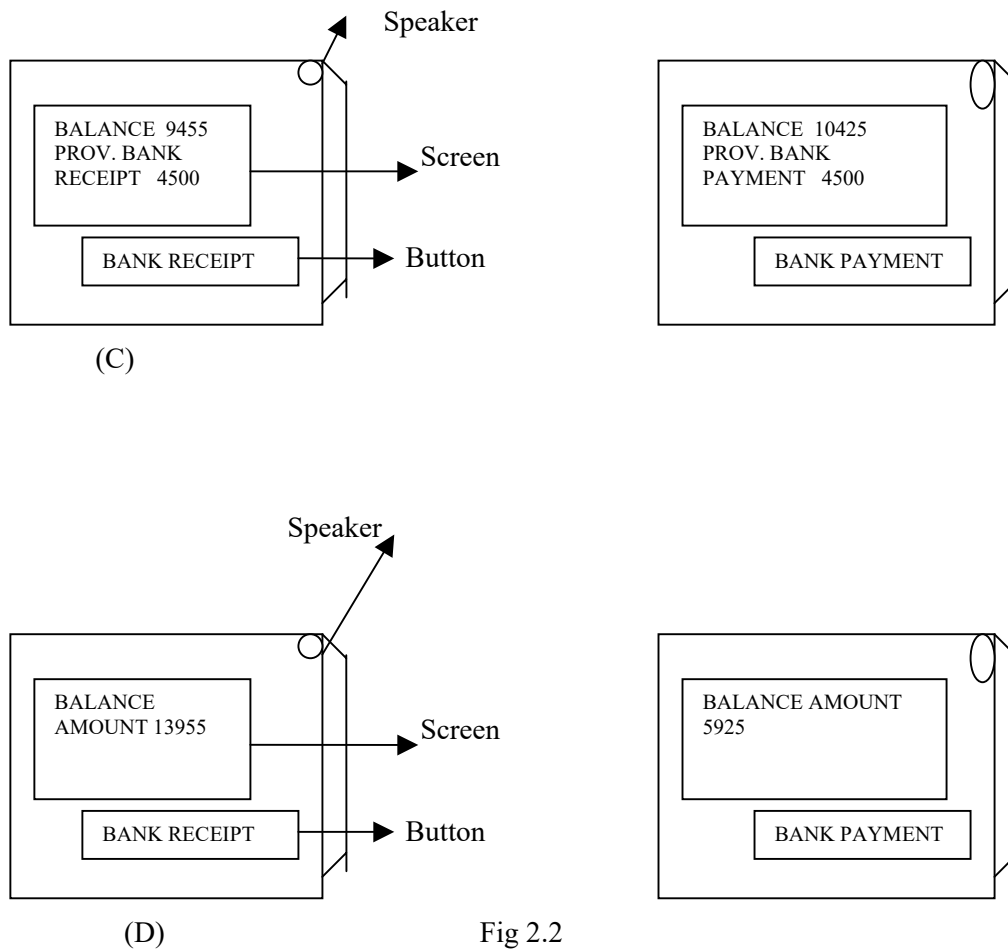 Speaker
BALANCE 9455
PROV. BANK
RECEIPT 4500
Screen
BANK RECEIPT
Button
BALANCE 10425
PROV. BANK
PAYMENT 4500
BANK PAYMENT
(C)
Speaker
BALANCE
AMOUNT 13955
Screen
BANK RECEIPT
Button
BALANCE AMOUNT
5925
BANK PAYMENT
(D)
Fig 2.2